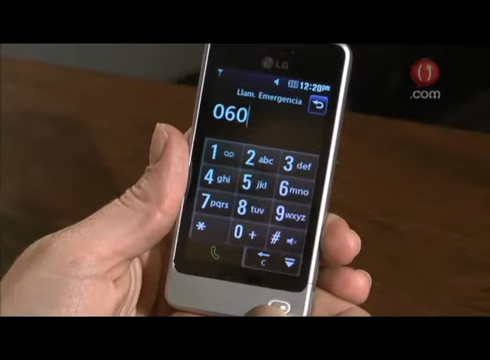 LG
12:20PM
Llam. Emergencia
060
1 2 abc 3 def
4 ghi 5 jkl 6 mno
7 pqrs 8 tuv 9 wxyz
* 0 + #
C
.com